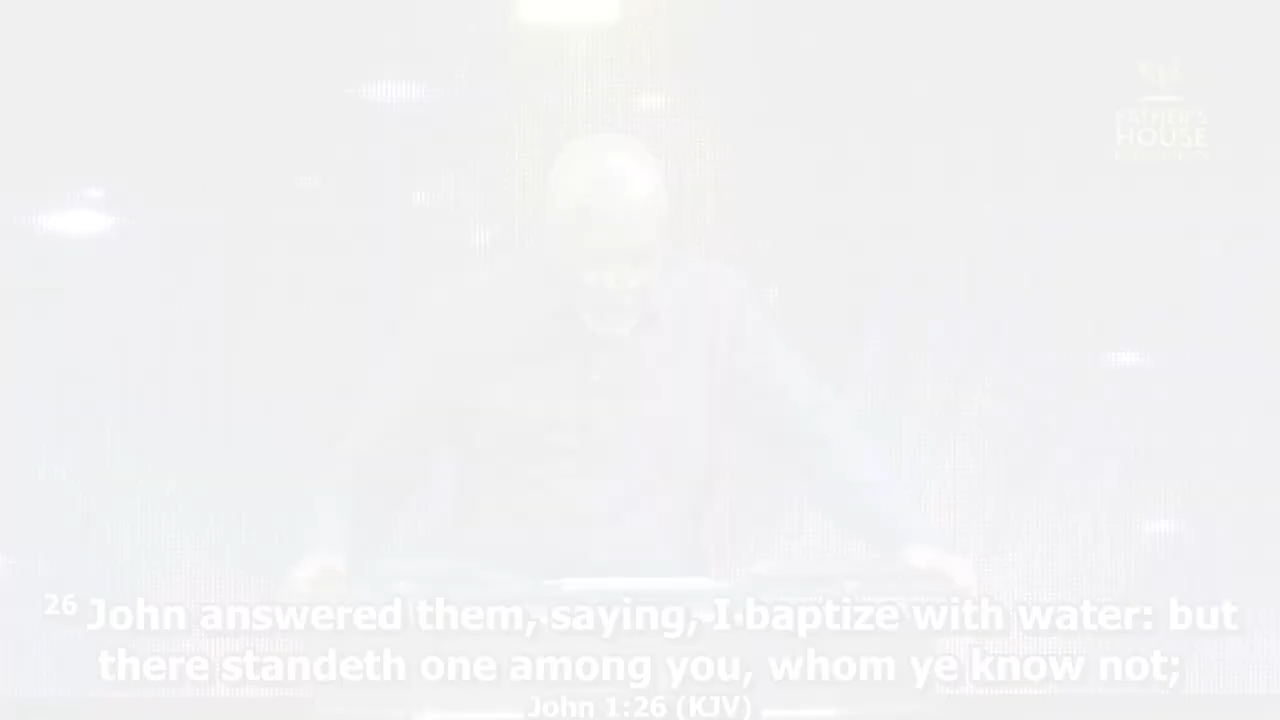 FATHER'S
HOUSE
26 John answered them, saying, I baptize with water: but
there standeth one among you, whom ye know not;
John 1:26 (KJV)